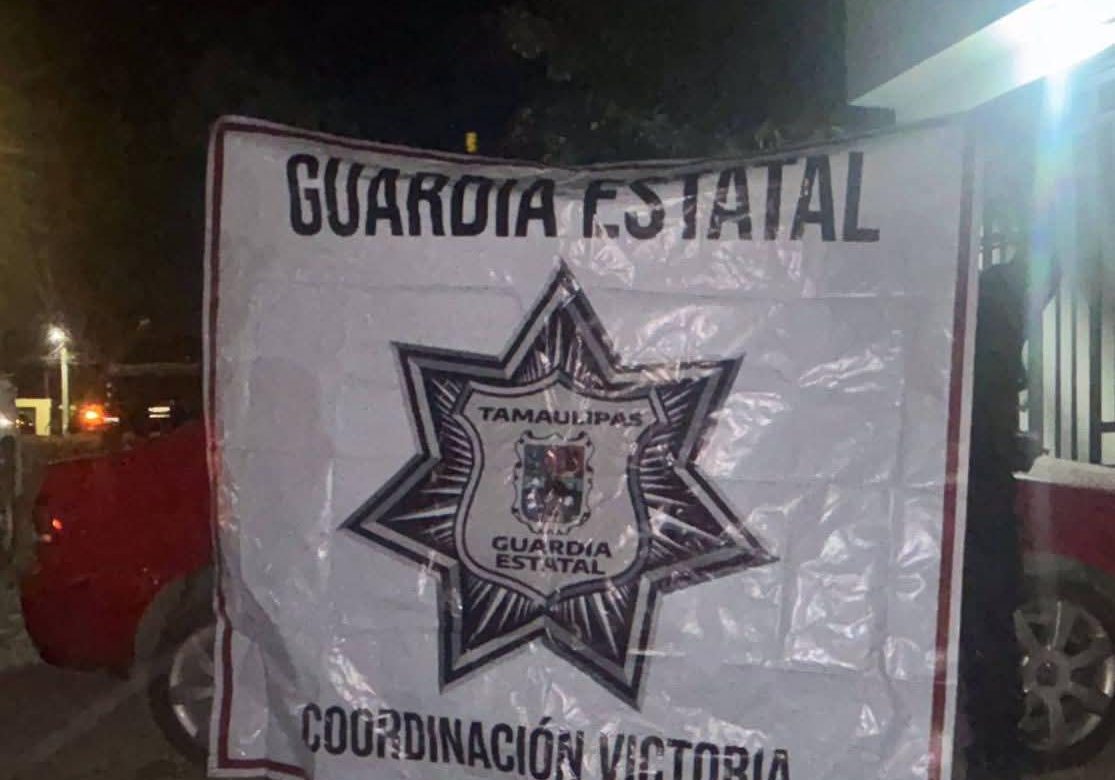 GUARDIA ESTATAL
TAMAULIPAS
GUARDIA
ESTATAL
COORDINACIÓN VICTORIA